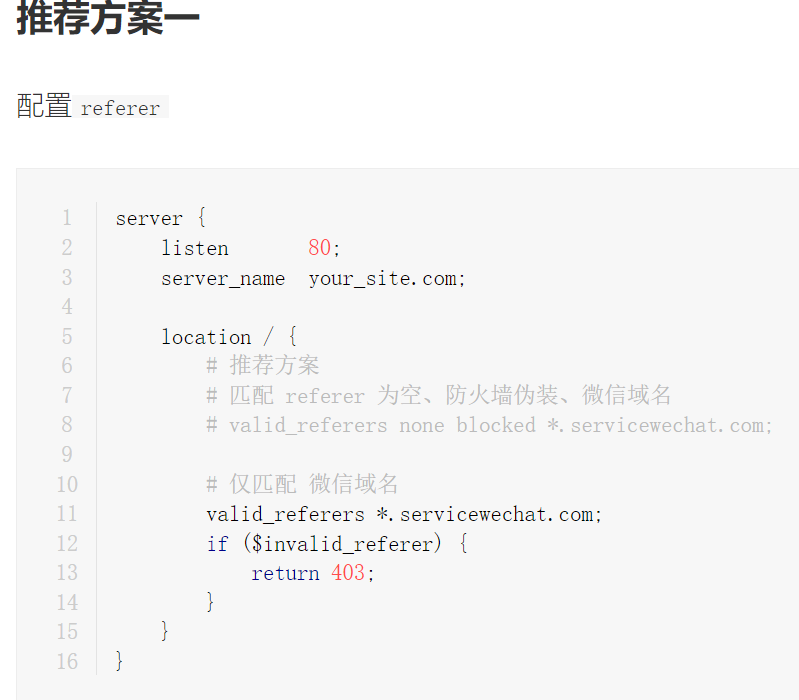 推荐方案一
配置 referer
1 server {
2 listen 80;
3 server_name your_site.com;
4
5 location / {
6 # 推荐方案
7 # 匹配 referer 为空、防火墙伪装、微信域名
8 # valid_referers none blocked *.servicewechat.com;
9
10 # 仅匹配 微信域名
11 valid_referers *.servicewechat.com;
12 if ($invalid_referer) {
13 return 403;
14 }
15 }
16 }